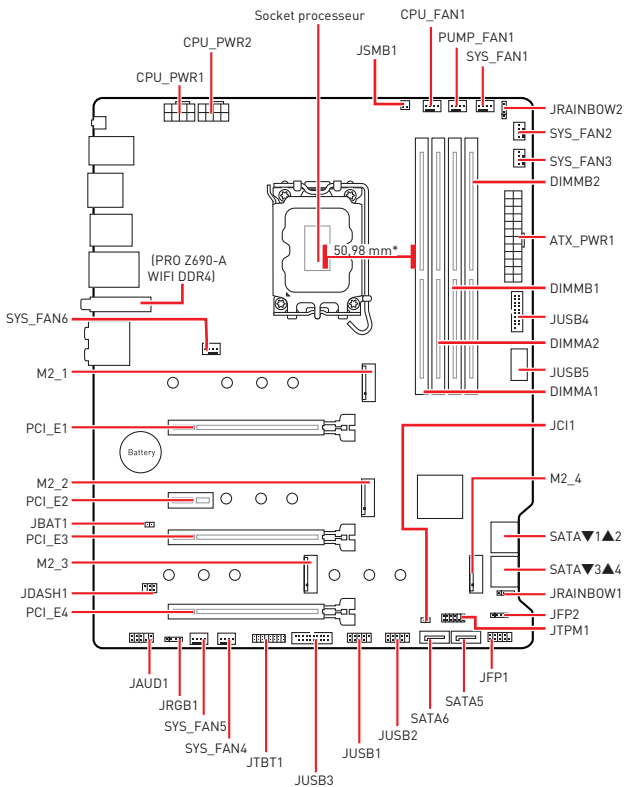 Socket processeur
CPU_FAN1
CPU_PWR2
JSMB1
PUMP_FAN1
CPU_PWR1
SYS_FAN1
JRAINBOW2
SYS_FAN2
SYS_FAN3
DIMMB2
50,98 mm*
ATX_PWR1
(PRO Z690-A
WIFI DDR4)
DIMMB1
SYS_FAN6
JUSB4
DIMMA2
M2_1
JUSB5
DIMMA1
PCI_E1
JCI1
Battery
M2_2
M2_4
PCI_E2
JBAT1
PCI_E3
SATA▼1▲2
M2_3
SATA▼3▲4
JDASH1
JRAINBOW1
PCI_E4
JFP2
JTPM1
JAUD1
JFP1
JRGB1
SATA5
SYS_FAN5
SATA6
SYS_FAN4
JUSB2
JTBT1
JUSB1
JUSB3